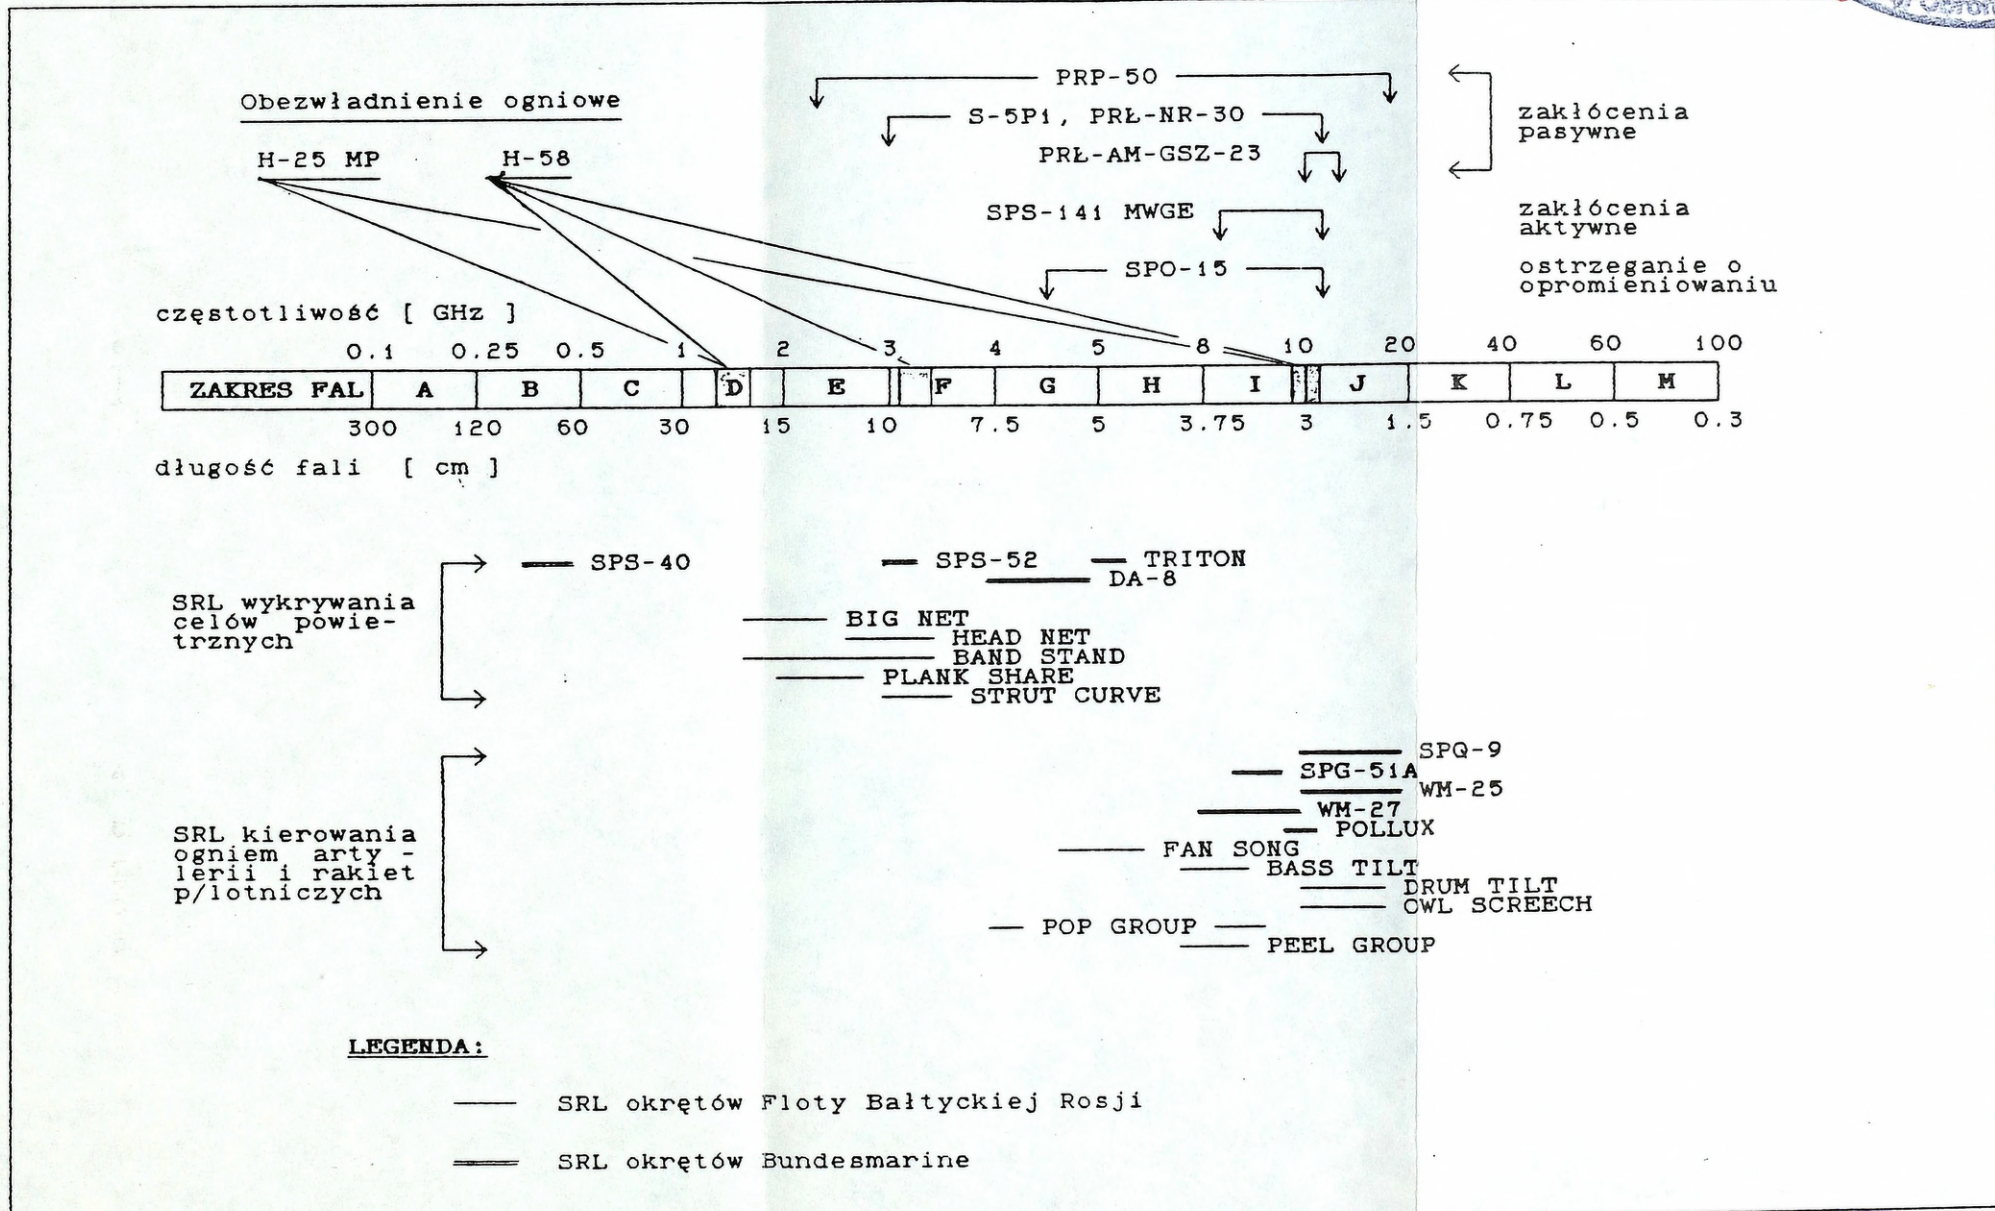 p. Obron
PRP-50
Obezwładnienie ogniowe
S-5P1, PRŁ-NR-30
zakłócenia
pasywne
H-25 MP
H-58
PRŁ-AM-GSZ-23
SPS-141 MWGE
zakłócenia
aktywne
SPO-15
ostrzeganie o
opromieniowaniu
częstotliwość [ GHz ]
0.1 0.25 0.5 1 2 3 4 5 8 10 20 40 60 100
ZAKRES FAL A B C D E F G H I J K L M
300 120 60 30 15 10 7.5 5 3.75 3 1.5 0.75 0.5 0.3
długość fali [ cm ]
SPS-40
SPS-52
TRITON
DA-8
SRL wykrywania
celów powie-
trznych
BIG NET
HEAD NET
BAND STAND
PLANK SHARE
STRUT CURVE
SPQ-9
SPG-51A
WM-25
WM-27
POLLUX
SRL kierowania
ogniem arty -
lerii i rakiet
p/lotniczych
FAN SONG
BASS TILT
DRUM TILT
OWL SCREECH
POP GROUP
PEEL GROUP
LEGENDA:
SRL okrętów Floty Bałtyckiej Rosji
SRL okrętów Bundesmarine